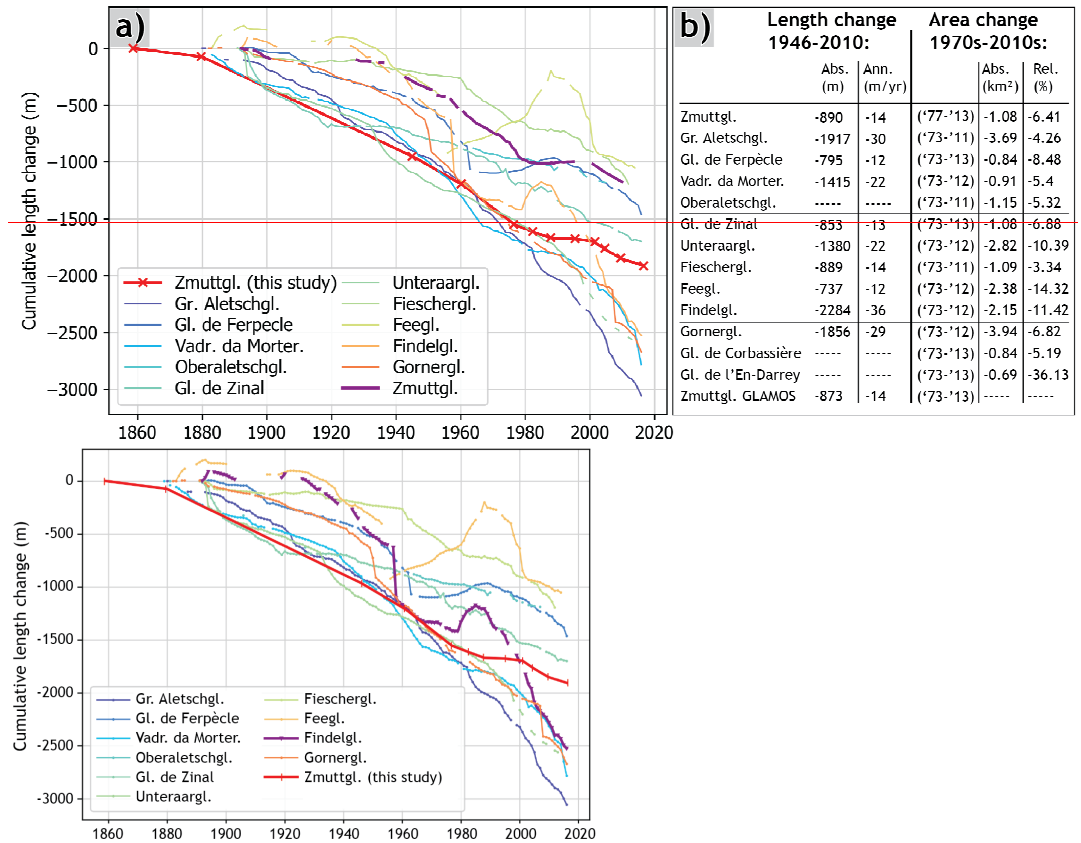 a)
Cumulative length change (m)
0
−500
−1000
−1500
−2000
−2500
−3000
1860 1880 1900 1920 1940 1960 1980 2000 2020
Zmuttgl. (this study)
Gr. Aletschgl.
Gl. de Ferpecle
Vadr. da Morter.
Oberaletschgl.
Gl. de Zinal
Unteraargl.
Fieschergl.
Feegl.
Findelgl.
Gornergl.
Zmuttgl.
b)
Length change Area change
1946-2010: 1970s-2010s:
Abs. Ann. Abs. Rel.
(m) (m/yr) (km²) (%)
Zmuttgl. -890 -14 ('77-'13) -1.08 -6.41
Gr. Aletschgl. -1917 -30 ('73-'11) -3.69 -4.26
Gl. de Ferpècle -795 -12 ('73-'13) -0.84 -8.48
Vadr. da Morter. -1415 -22 ('73-'12) -0.91 -5.4
Oberaletschgl. ----- ----- ('73-'11) -1.15 -5.32
Gl. de Zinal -853 -13 ('73-'13) -1.08 -6.88
Unteraargl. -1380 -22 ('73-'12) -2.82 -10.39
Fieschergl. -889 -14 ('73-'11) -1.09 -3.34
Feegl. -737 -12 ('73-'12) -2.38 -14.32
Findelgl. -2284 -36 ('73-'12) -2.15 -11.42
Gornergl. -1856 -29 ('73-'12) -3.94 -6.82
Gl. de Corbassière ----- ----- ('73-'13) -0.84 -5.19
Gl. de l'En-Darrey ----- ----- ('73-'13) -0.69 -36.13
Zmuttgl. GLAMOS -873 -14 ('73-'13) ----- -----
Cumulative length change (m)
0
-500
-1000
-1500
-2000
-2500
-3000
1860 1880 1900 1920 1940 1960 1980 2000 2020
Gr. Aletschgl.
Gl. de Ferpècle
Vadr. da Morter.
Oberaletschgl.
Gl. de Zinal
Unteraargl.
Fieschergl.
Feegl.
Findelgl.
Gornergl.
Zmuttgl. (this study)